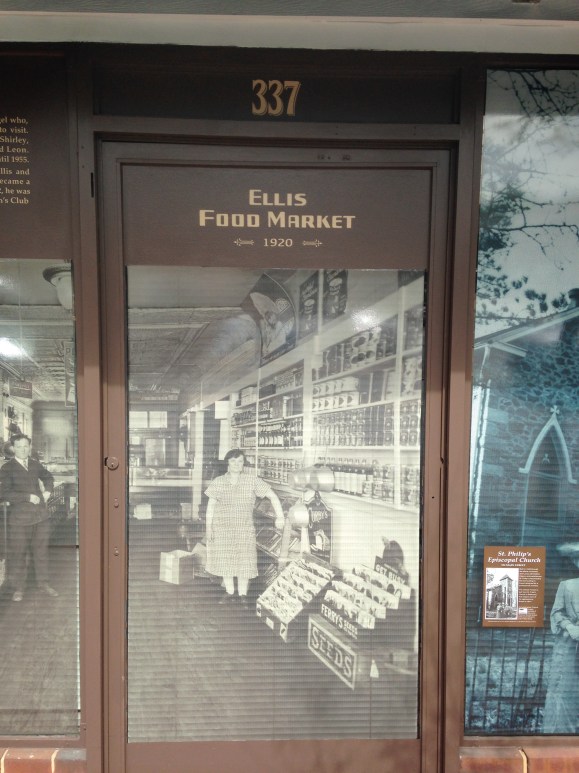 337
gel who,
to visit.
Shirley,
d Leon.
til 1955.
llis and
ecame a
, he was
n's Club
ELLIS
FOOD MARKET
1920
FERRY'S SEEDS
SEEDS
St. Philip's
Episcopal Church